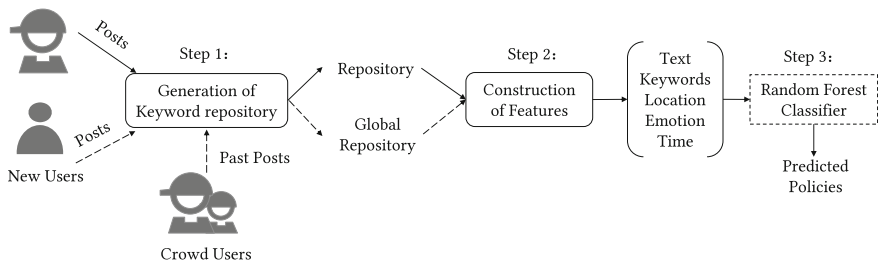 Posts
Step 1:
Generation of
Keyword repository
Posts
New Users
Past Posts
Crowd Users
Repository
Global
Repository
Step 2:
Construction
of Features
Text
Keywords
Location
Emotion
Time
Step 3:
Random Forest
Classifier
Predicted
Policies